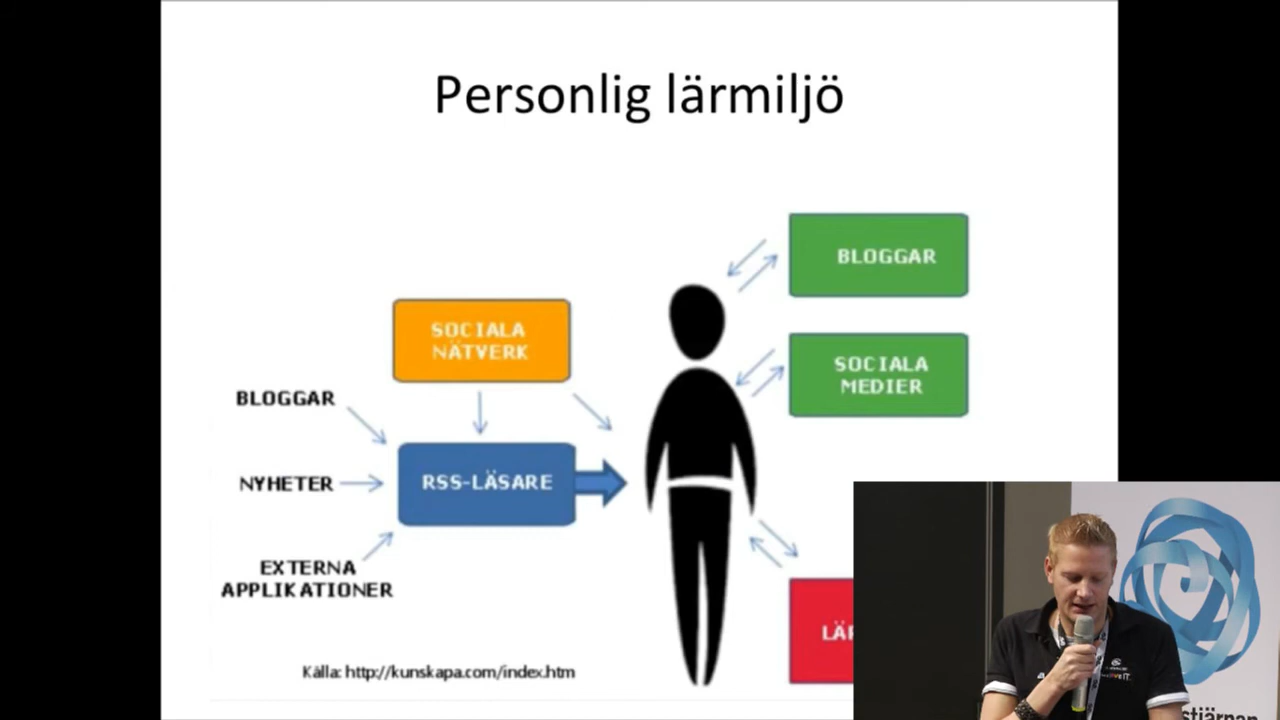 Personlig lärmiljö
BLOGGAR
SOCIALA
NÄTVERK
SOCIALA
MEDIER
BLOGGAR
NYHETER
RSS-LÄSARE
EXTERNA
APPLIKATIONER
Källa: http://kunskapa.com/index.htm